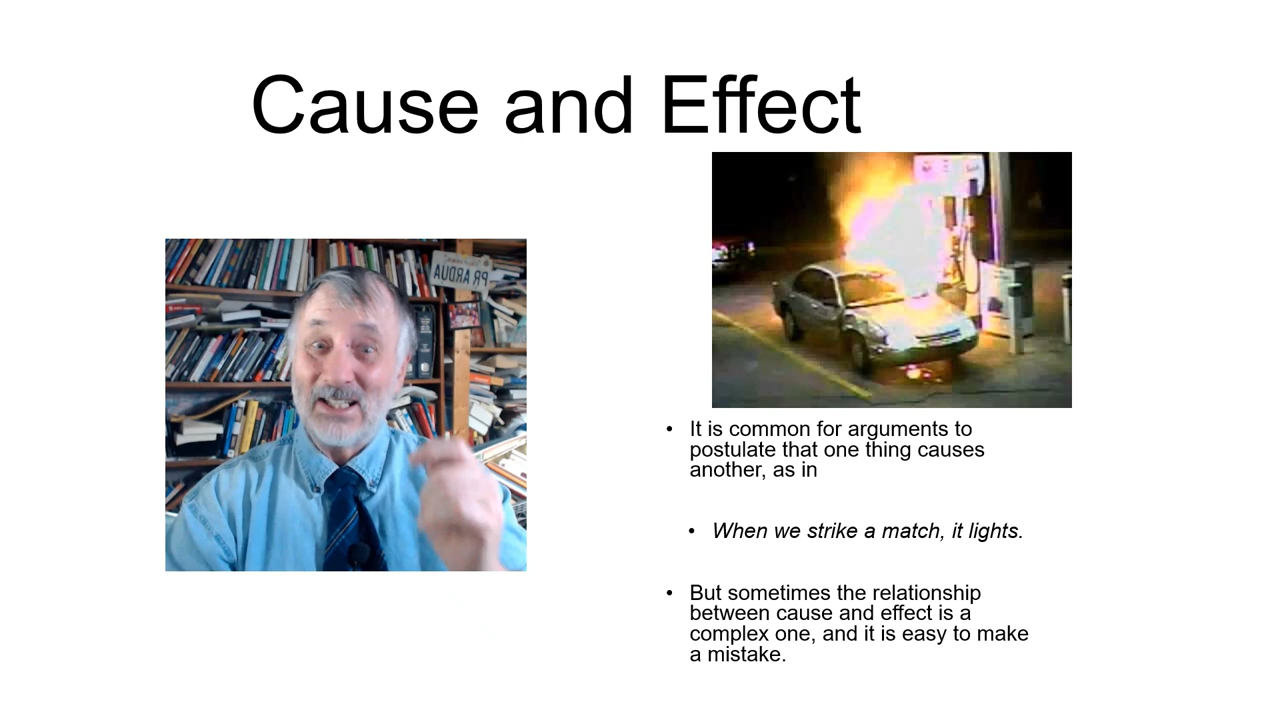 Cause and Effect
PR ARDUA
• It is common for arguments to
postulate that one thing causes
another, as in
• When we strike a match, it lights.
• But sometimes the relationship
between cause and effect is a
complex one, and it is easy to make
a mistake.